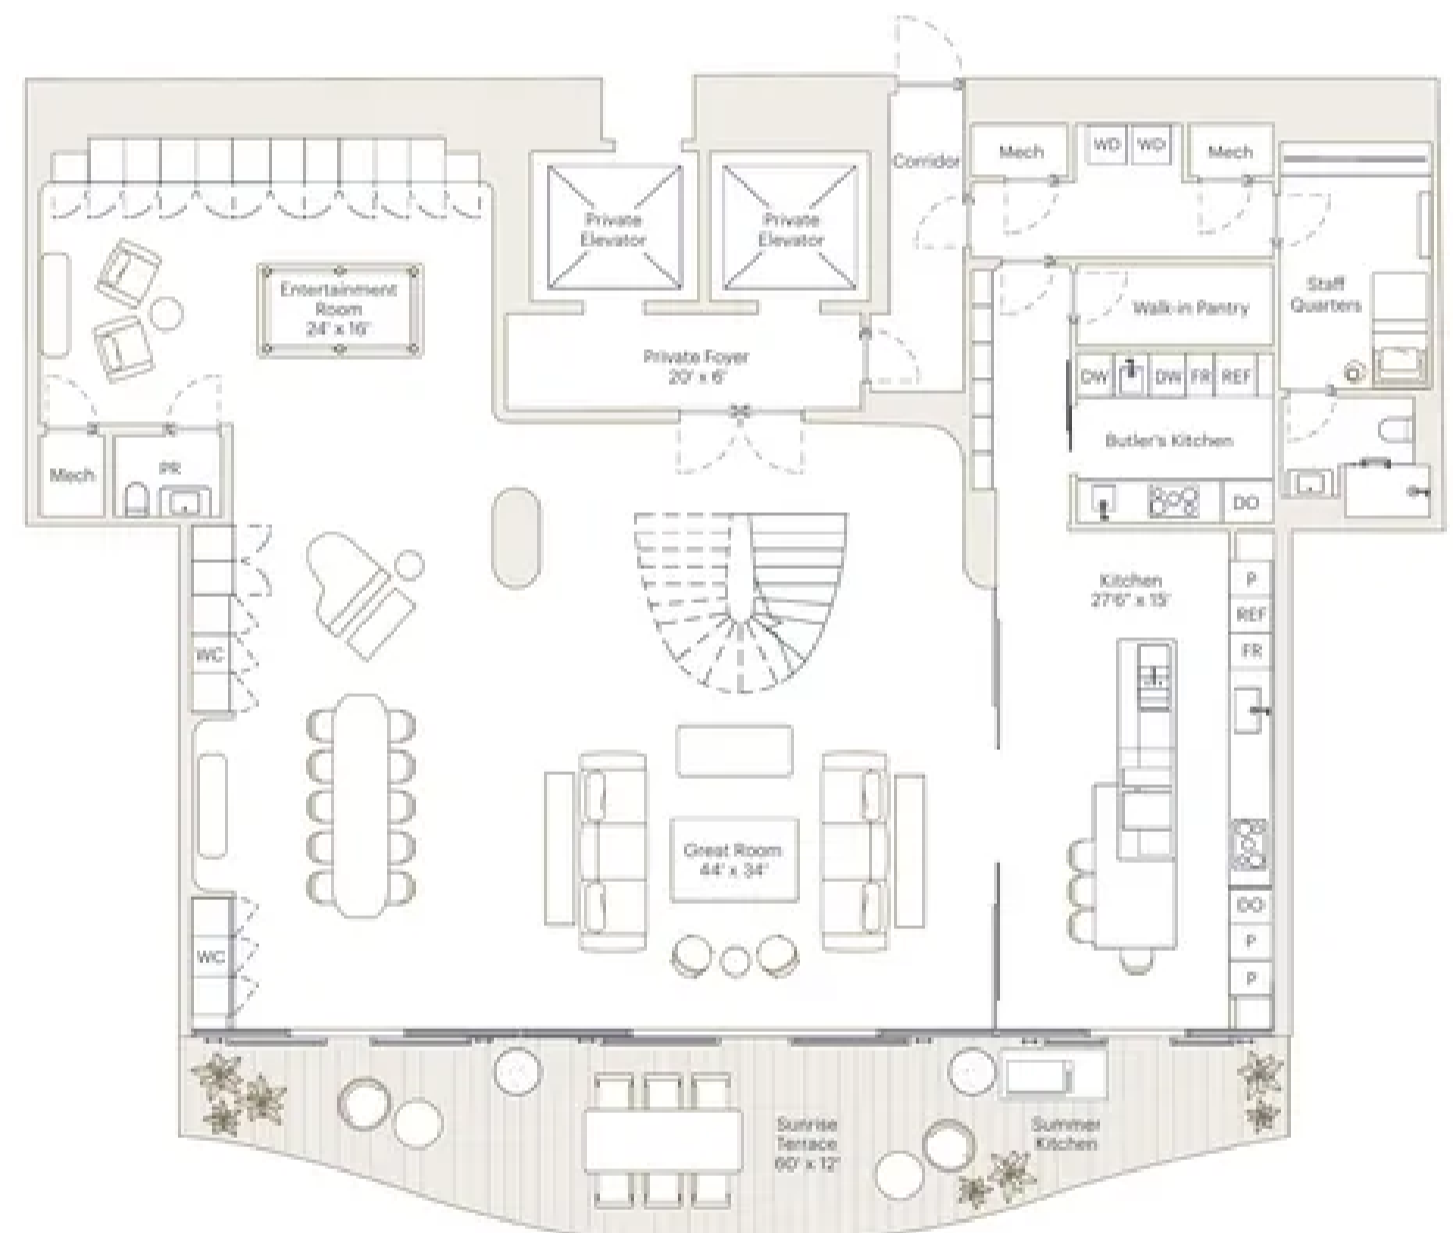 Corridor
Mech
WD
WD
Mech
Private
Elevator
Private
Elevator
Entertainment
Room
24' x 16'
Staff
Quarters
Walk-in Pantry
Private Foyer
20' x 6'
DW
DW
FR
REF
Butler's Kitchen
Mech
PR
DO
Kitchen
27'6" x 15'
P
REF
FR
WC
Great Room
44' x 34'
DO
P
P
WC
Sunrise
Terrace
60' x 12'
Summer
Kitchen